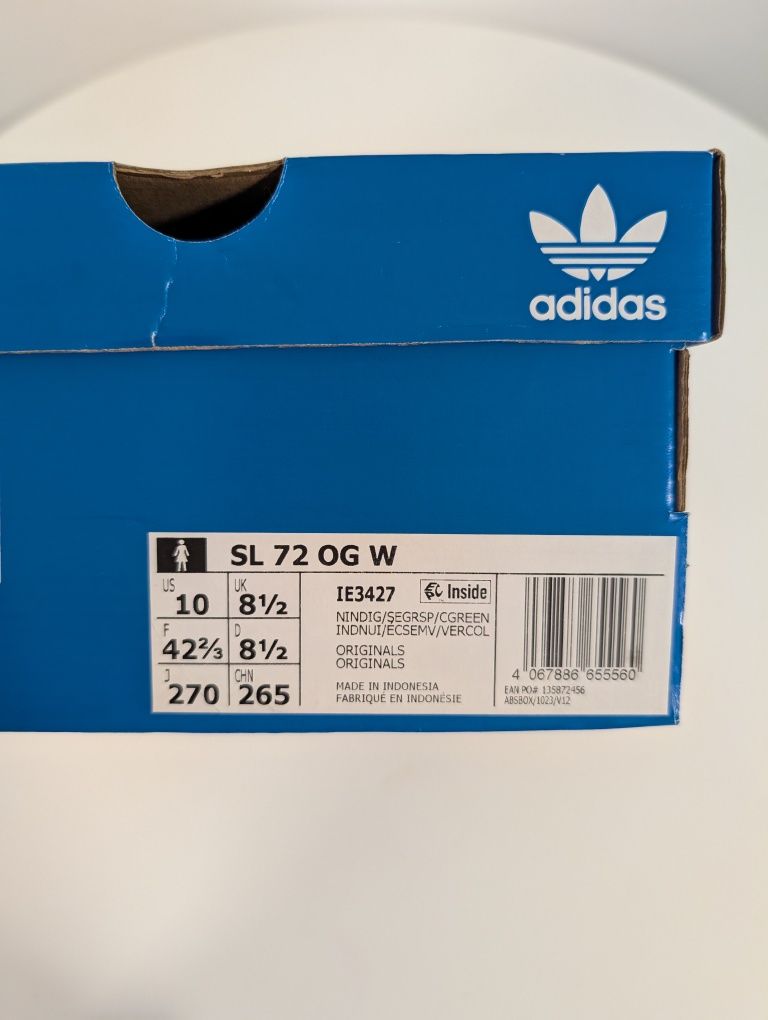 adidas
SL 72 OG W
US
10
UK
8½
F
42⅔
D
8½
J
270
CHN
265
IE3427
Inside
NINDIG/SEGRSP/CGREEN
INDNUI/ECSEMV/VERCOL
ORIGINALS
ORIGINALS
MADE IN INDONESIA
FABRIQUÉ EN INDONÉSIE
4 067886 655560
EAN PO# 135872456
ABSBOX/1023/V12